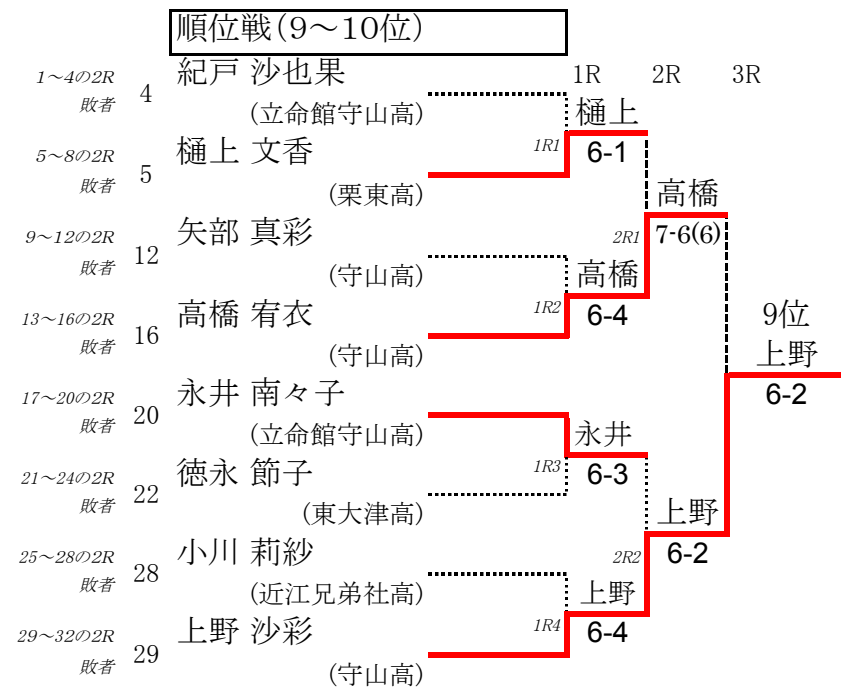 順位戦(9～10位)
1R 2R 3R
1～4の2R
敗者
4
紀戸 沙也果
(立命館守山高)
樋上
6-1
5～8の2R
敗者
5
樋上 文香
(栗東高)
1R1
高橋
7-6(6)
9～12の2R
敗者
12
矢部 真彩
(守山高)
2R1
高橋
6-4
13～16の2R
敗者
16
高橋 宥衣
(守山高)
1R2
9位
上野
6-2
17～20の2R
敗者
20
永井 南々子
(立命館守山高)
永井
6-3
21～24の2R
敗者
22
徳永 節子
(東大津高)
1R3
上野
6-2
25～28の2R
敗者
28
小川 莉紗
(近江兄弟社高)
2R2
上野
6-4
29～32の2R
敗者
29
上野 沙彩
(守山高)
1R4